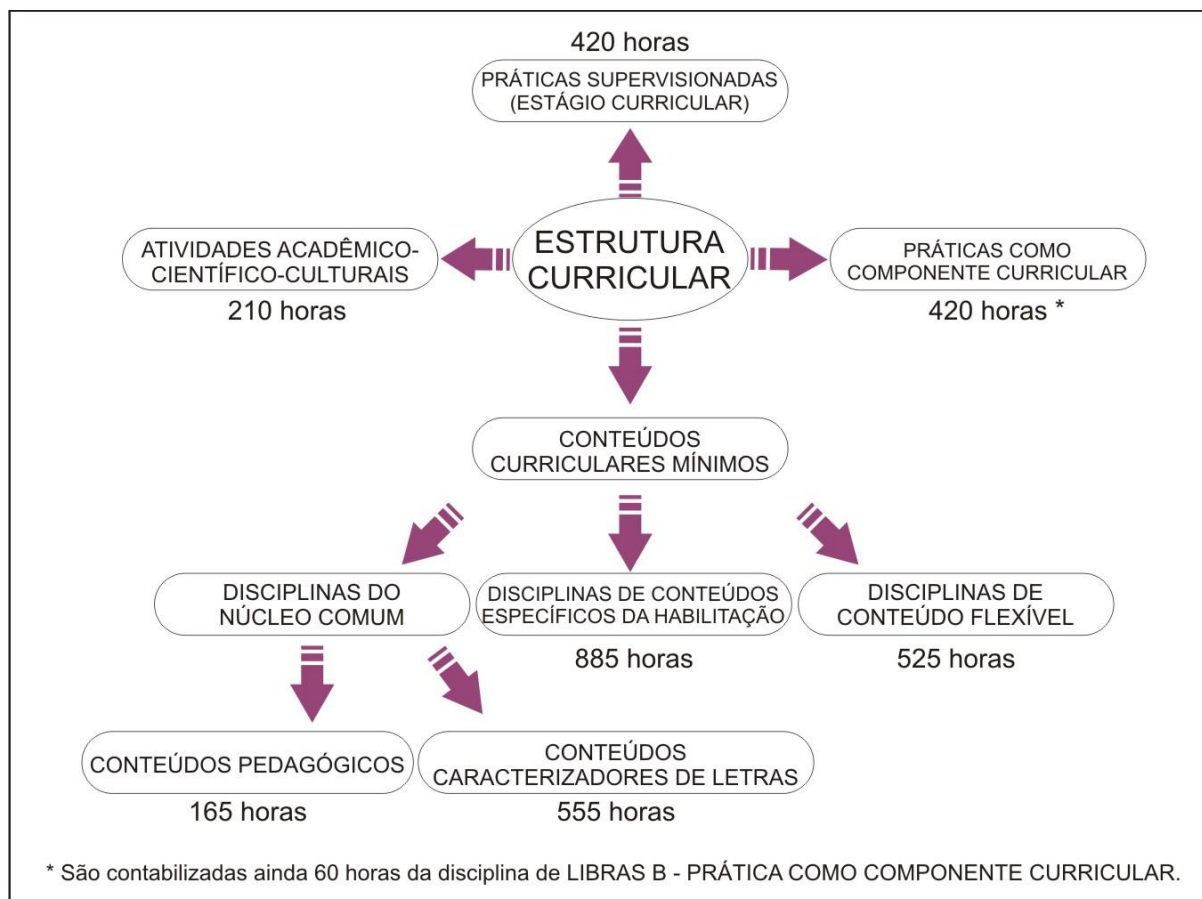 420 horas
PRÁTICAS SUPERVISIONADAS
(ESTÁGIO CURRICULAR)
ATIVIDADES ACADÊMICO-
CIENTÍFICO-CULTURAIS
210 horas
ESTRUTURA
CURRICULAR
PRÁTICAS COMO
COMPONENTE CURRICULAR
420 horas *
CONTEÚDOS
CURRICULARES MÍNIMOS
DISCIPLINAS DO
NÚCLEO COMUM
DISCIPLINAS DE CONTEÚDOS
ESPECÍFICOS DA HABILITAÇÃO
885 horas
DISCIPLINAS DE
CONTEÚDO FLEXÍVEL
525 horas
CONTEÚDOS PEDAGÓGICOS
165 horas
CONTEÚDOS
CARACTERIZADORES DE LETRAS
555 horas
* São contabilizadas ainda 60 horas da disciplina de LIBRAS B - PRÁTICA COMO COMPONENTE CURRICULAR.